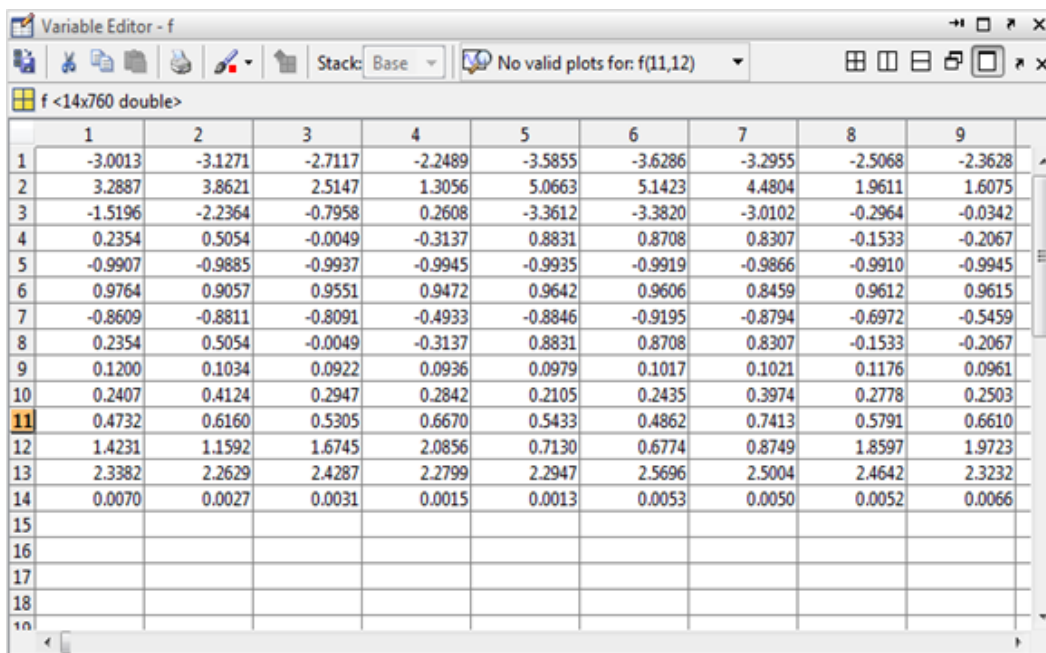 Variable Editor - f
Stack: Base No valid plots for: f(11,12)
f <14x760 double>
1 2 3 4 5 6 7 8 9
1 -3.0013 -3.1271 -2.7117 -2.2489 -3.5855 -3.6286 -3.2955 -2.5068 -2.3628
2 3.2887 3.8621 2.5147 1.3056 5.0663 5.1423 4.4804 1.9611 1.6075
3 -1.5196 -2.2364 -0.7958 0.2608 -3.3612 -3.3820 -3.0102 -0.2964 -0.0342
4 0.2354 0.5054 -0.0049 -0.3137 0.8831 0.8708 0.8307 -0.1533 -0.2067
5 -0.9907 -0.9885 -0.9937 -0.9945 -0.9935 -0.9919 -0.9866 -0.9910 -0.9945
6 0.9764 0.9057 0.9551 0.9472 0.9642 0.9606 0.8459 0.9612 0.9615
7 -0.8609 -0.8811 -0.8091 -0.4933 -0.8846 -0.9195 -0.8794 -0.6972 -0.5459
8 0.2354 0.5054 -0.0049 -0.3137 0.8831 0.8708 0.8307 -0.1533 -0.2067
9 0.1200 0.1034 0.0922 0.0936 0.0979 0.1017 0.1021 0.1176 0.0961
10 0.2407 0.4124 0.2947 0.2842 0.2105 0.2435 0.3974 0.2778 0.2503
11 0.4732 0.6160 0.5305 0.6670 0.5433 0.4862 0.7413 0.5791 0.6610
12 1.4231 1.1592 1.6745 2.0856 0.7130 0.6774 0.8749 1.8597 1.9723
13 2.3382 2.2629 2.4287 2.2799 2.2947 2.5696 2.5004 2.4642 2.3232
14 0.0070 0.0027 0.0031 0.0015 0.0013 0.0053 0.0050 0.0052 0.0066
15
16
17
18
19